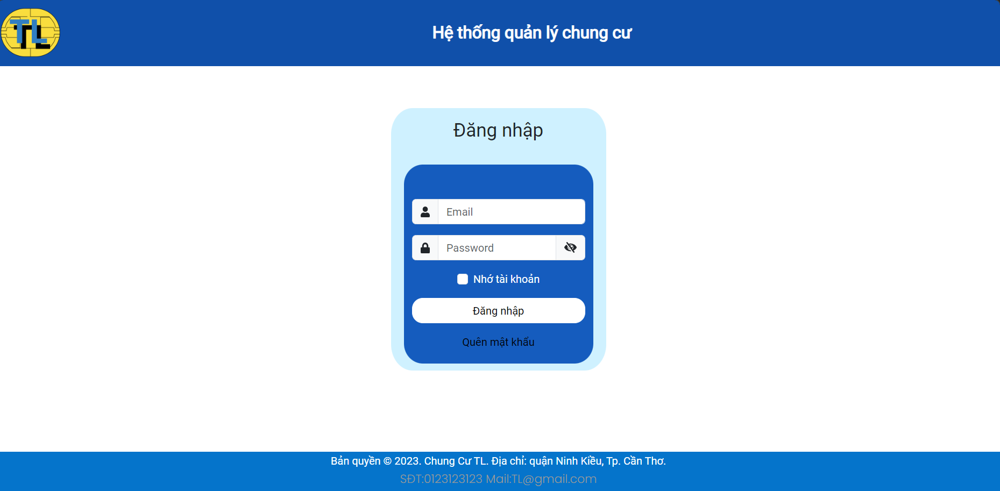 TL
Hệ thống quản lý chung cư
Đăng nhập
Email
Password
Nhớ tài khoản
Đăng nhập
Quên mật khẩu
Bản quyền © 2023. Chung Cư TL. Địa chỉ: quận Ninh Kiều, Tp. Cần Thơ.
SĐT:0123123123 Mail:TL@gmail.com